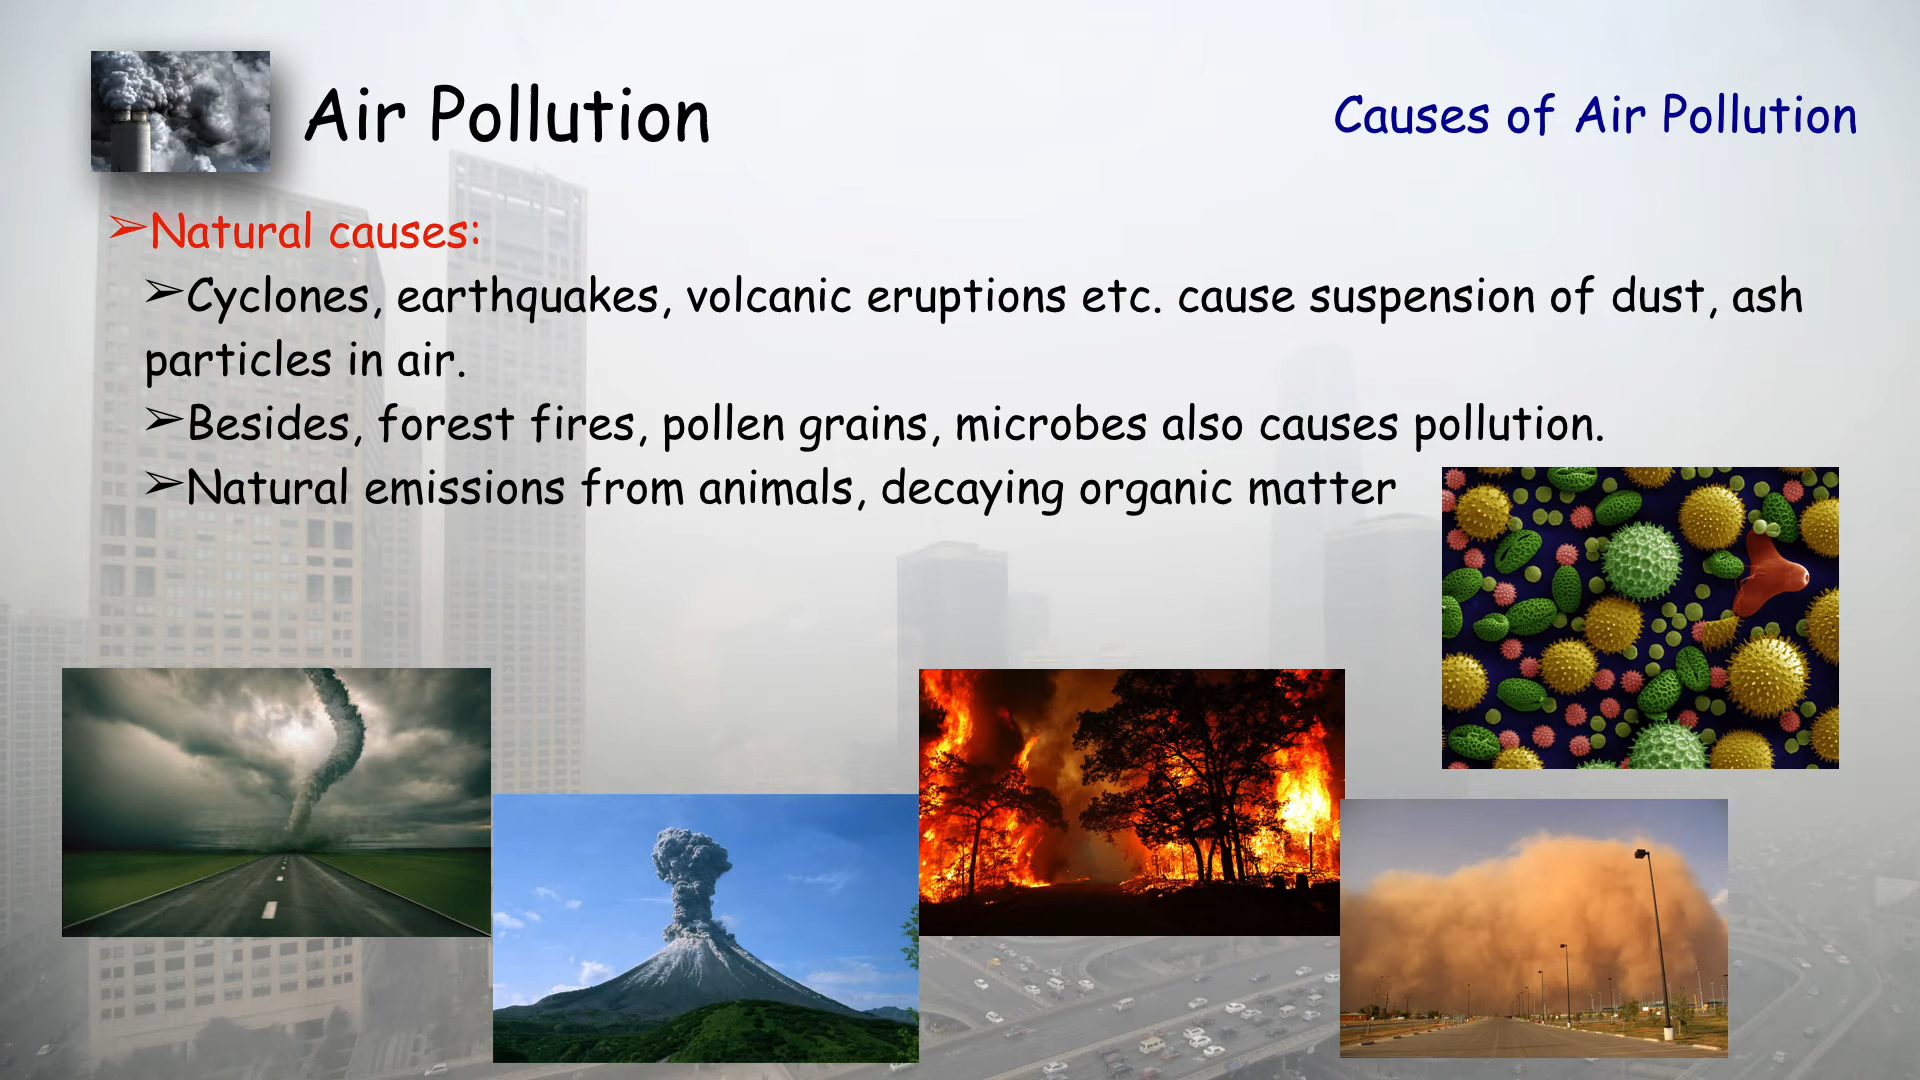 Air Pollution
Causes of Air Pollution
➢Natural causes:
➢Cyclones, earthquakes, volcanic eruptions etc. cause suspension of dust, ash
particles in air.
➢Besides, forest fires, pollen grains, microbes also causes pollution.
➢Natural emissions from animals, decaying organic matter